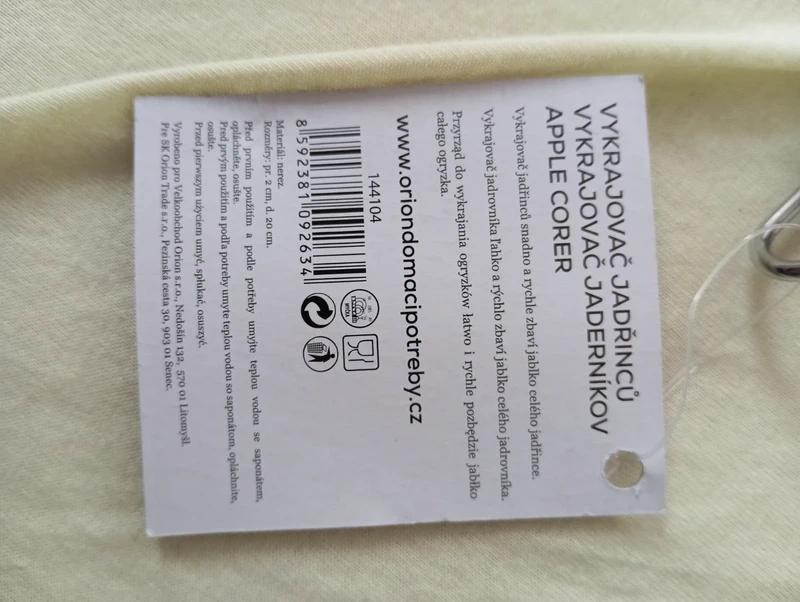 VYKRAJOVAČ JADŘINCŮ
VYKRAJOVAČ JADERNÍKOV
APPLE CORER
Vykrajovač jadřinců snadno a rychle zbaví jablko celého jadřince.
Vykrajovač jadrovníka ľahko a rýchlo zbaví jablko celého jadrovníka.
Przyrząd do wykrajania ogryzków łatwo i rychle pozbędzie jabłko
całego ogryzka.
www.oriondomacipotreby.cz
144104
8 592381 092634
Materiál: nerez.
Rozměry: pr. 2 cm, d. 20 cm.
Před prvním použitím a podle potřeby umyjte teplou vodou se saponátem,
opláchněte, osušte.
Pred prvým použitím a podľa potreby umyte teplou vodou so saponátom, opláchnite,
osušte.
Przed pierwszym użyciem umyć, spłukać, osuszyć.
Vyrobeno pro Velkoobchod Orion s.r.o., Nedošín 132, 570 01 Litomyšl.
Pre SK Orion Trade s.r.o., Pezinská cesta 30, 903 01 Senec.